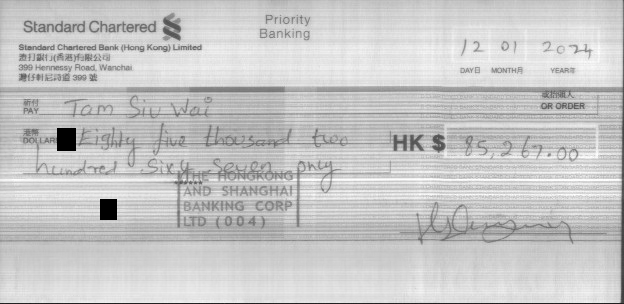 Standard Chartered
Priority
Banking
Standard Chartered Bank (Hong Kong) Limited
渣打銀行(香港)有限公司
399 Hennessy Road, Wanchai
灣仔軒尼詩道 399 號
12 01 2024
DAY日 MONTH月 YEAR年
祈付
PAY
Tam Siu Wai
或指領人
OR ORDER
港幣
DOLLARS
Eighty five thousand two
hundred Sixty Seven only
HK $ 85,267.00
THE HONGKONG
AND SHANGHAI
BANKING CORP
LTD (004)